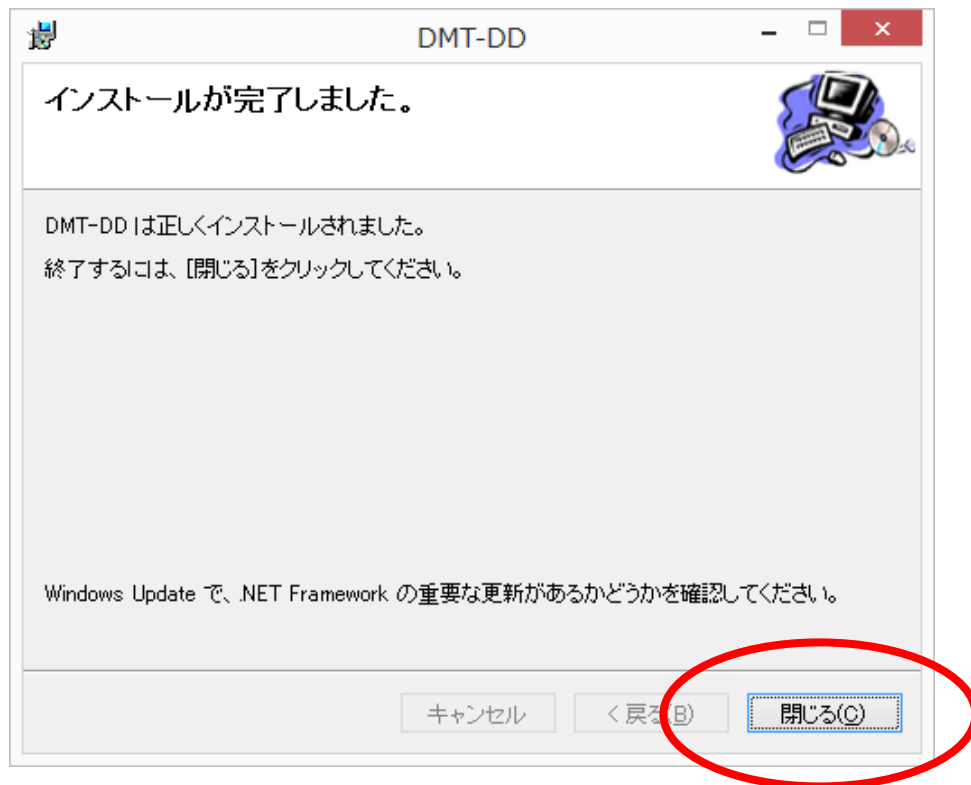 DMT-DD
インストールが完了しました。
DMT-DD は正しくインストールされました。
終了するには、[閉じる]をクリックしてください。
Windows Update で、.NET Framework の重要な更新があるかどうかを確認してください。
キャンセル
< 戻る(B)
閉じる(C)